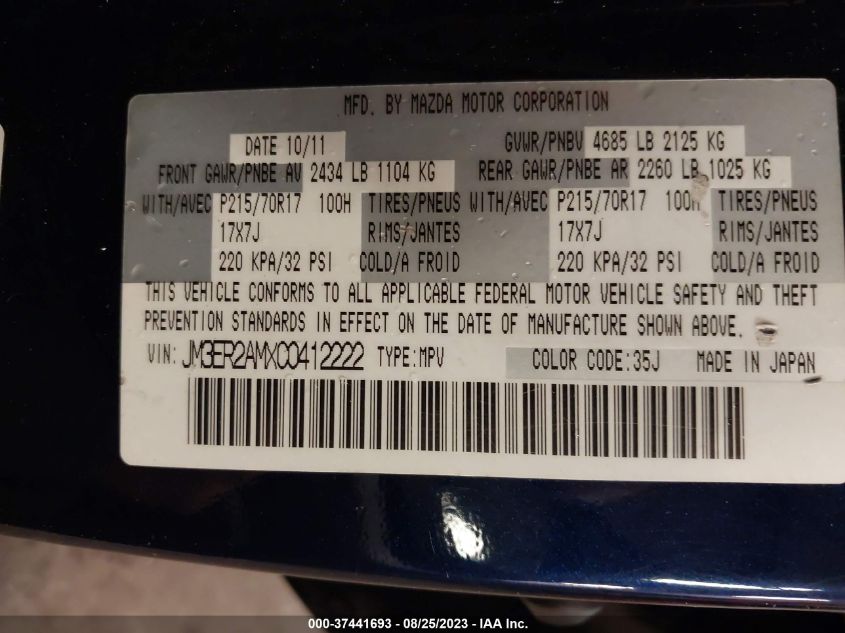 MFD. BY MAZDA MOTOR CORPORATION
DATE 10/11 GVWR/PNBV 4685 LB 2125 KG
FRONT GAWR/PNBE AV 2434 LB 1104 KG REAR GAWR/PNBE AR 2260 LB 1025 KG
WITH/AVEC P215/70R17 100H TIRES/PNEUS WITH/AVEC P215/70R17 100H TIRES/PNEUS
17X7J RIMS/JANTES 17X7J RIMS/JANTES
220 KPA/32 PSI COLD/A FROID 220 KPA/32 PSI COLD/A FROID
THIS VEHICLE CONFORMS TO ALL APPLICABLE FEDERAL MOTOR VEHICLE SAFETY AND THEFT
PREVENTION STANDARDS IN EFFECT ON THE DATE OF MANUFACTURE SHOWN ABOVE.
VIN: JM3ER2AMXC0412222 TYPE:MPV COLOR CODE:35J MADE IN JAPAN
000-37441693 - 08/25/2023 - IAA Inc.